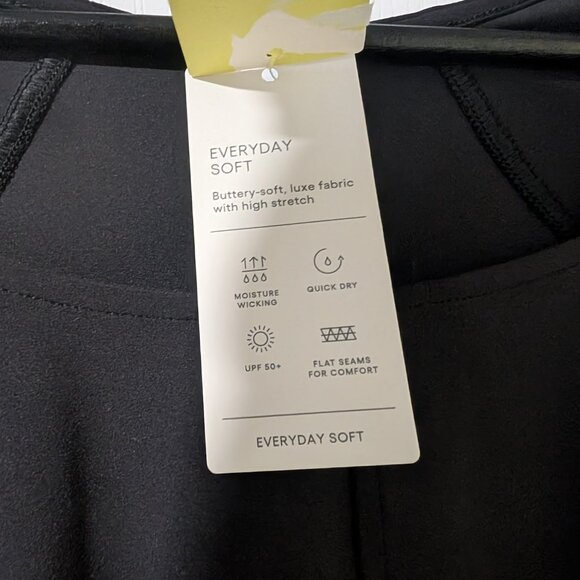 EVERYDAY
SOFT
Buttery-soft, luxe fabric
with high stretch
MOISTURE
WICKING
QUICK DRY
UPF 50+
FLAT SEAMS
FOR COMFORT
EVERYDAY SOFT